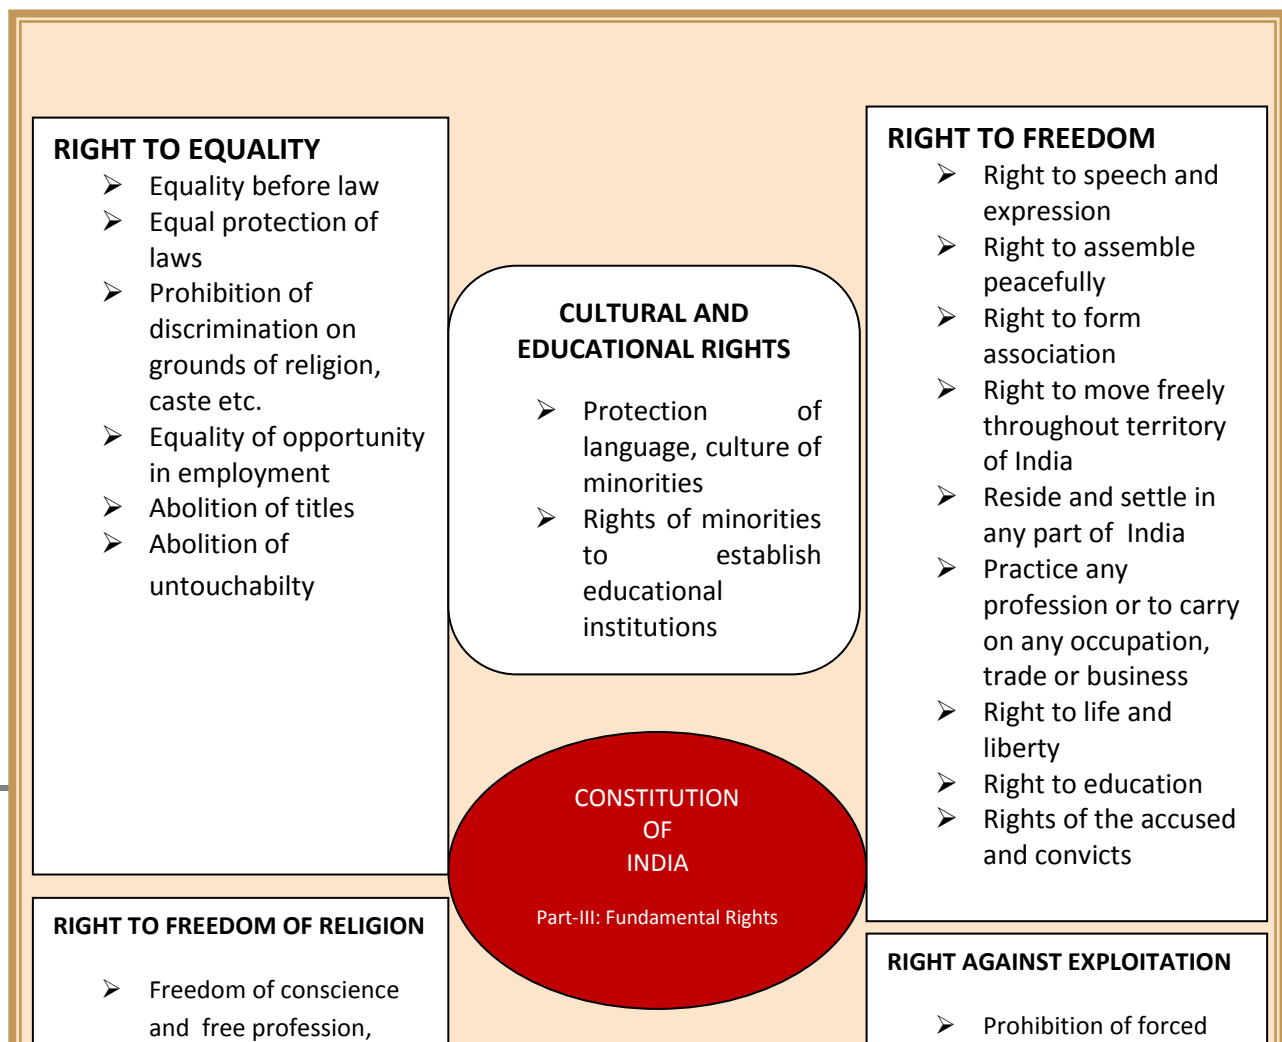 RIGHT TO EQUALITY
➢ Equality before law
➢ Equal protection of
laws
➢ Prohibition of
discrimination on
grounds of religion,
caste etc.
➢ Equality of opportunity
in employment
➢ Abolition of titles
➢ Abolition of
untouchabilty
CULTURAL AND
EDUCATIONAL RIGHTS
➢ Protection of
language, culture of
minorities
➢ Rights of minorities
to establish
educational
institutions
RIGHT TO FREEDOM
➢ Right to speech and
expression
➢ Right to assemble
peacefully
➢ Right to form
association
➢ Right to move freely
throughout territory
of India
➢ Reside and settle in
any part of India
➢ Practice any
profession or to carry
on any occupation,
trade or business
➢ Right to life and
liberty
➢ Right to education
➢ Rights of the accused
and convicts
CONSTITUTION
OF
INDIA
Part-III: Fundamental Rights
RIGHT TO FREEDOM OF RELIGION
➢ Freedom of conscience
and free profession,
RIGHT AGAINST EXPLOITATION
➢ Prohibition of forced